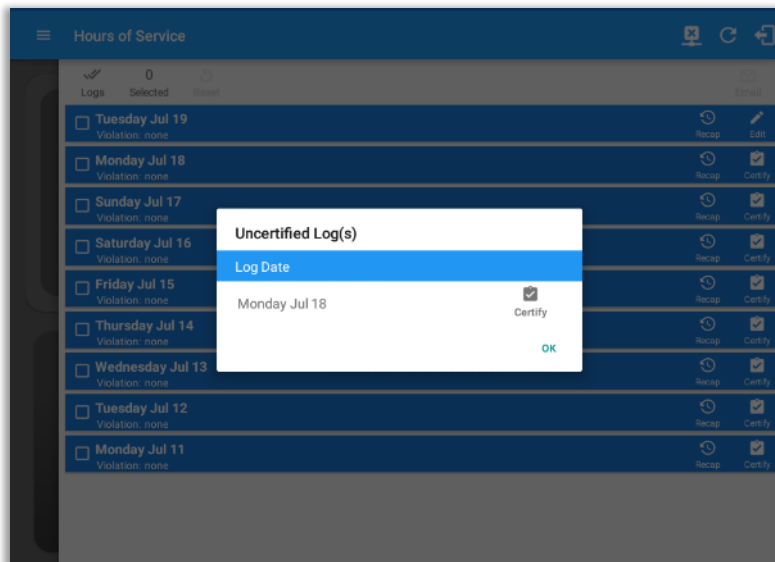 Hours of Service
Logs
0
Selected
Reset
Email
Tuesday Jul 19
Violation: none
Recap
Edit
Monday Jul 18
Violation: none
Recap
Certify
Sunday Jul 17
Violation: none
Recap
Certify
Saturday Jul 16
Violation: none
Recap
Certify
Friday Jul 15
Violation: none
Recap
Certify
Thursday Jul 14
Violation: none
Recap
Certify
Wednesday Jul 13
Violation: none
Recap
Certify
Tuesday Jul 12
Violation: none
Recap
Certify
Monday Jul 11
Violation: none
Recap
Certify
Uncertified Log(s)
Log Date
Monday Jul 18
Certify
OK